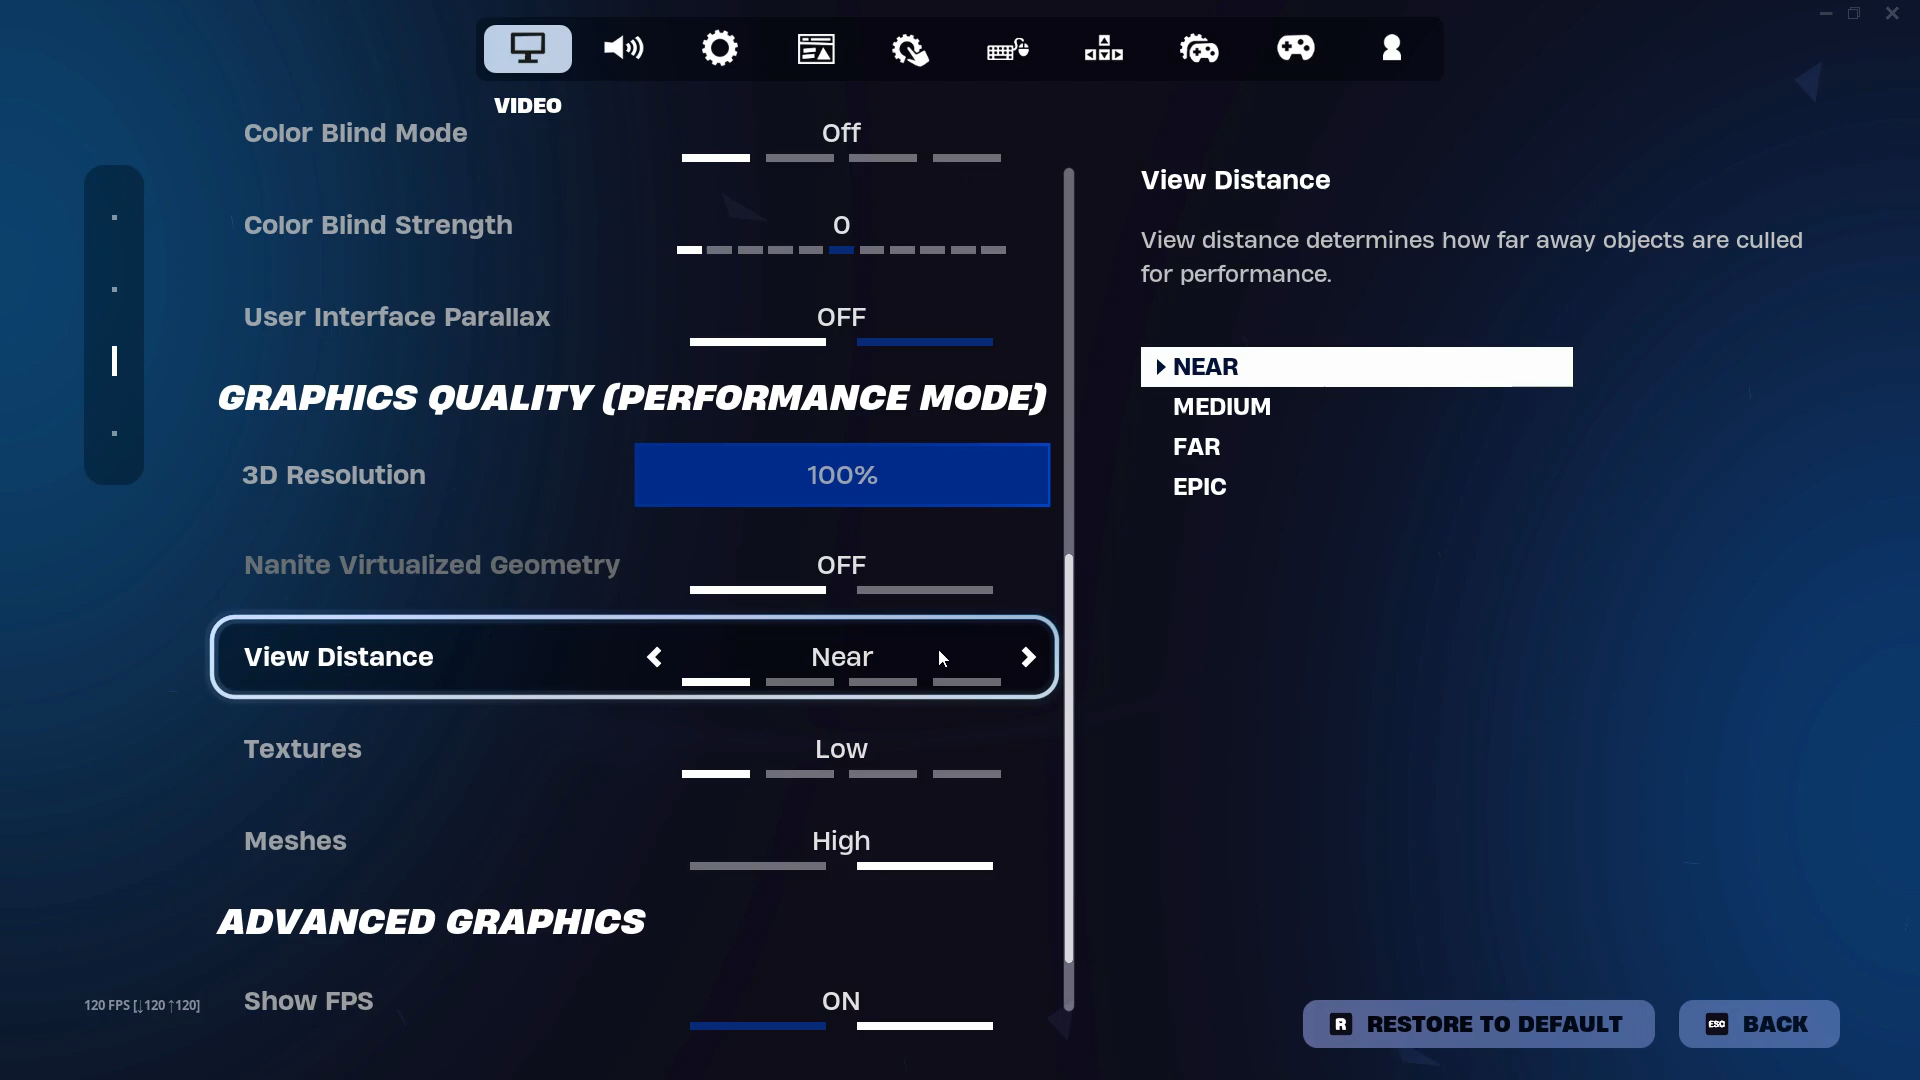 VIDEO
Color Blind Mode Off
Color Blind Strength 0
User Interface Parallax OFF
GRAPHICS QUALITY (PERFORMANCE MODE)
3D Resolution 100%
Nanite Virtualized Geometry OFF
View Distance Near
Textures Low
Meshes High
ADVANCED GRAPHICS
Show FPS ON
120 FPS [↓120 ↑120]
View Distance
View distance determines how far away objects are culled
for performance.
NEAR
MEDIUM
FAR
EPIC
R RESTORE TO DEFAULT
ESC BACK